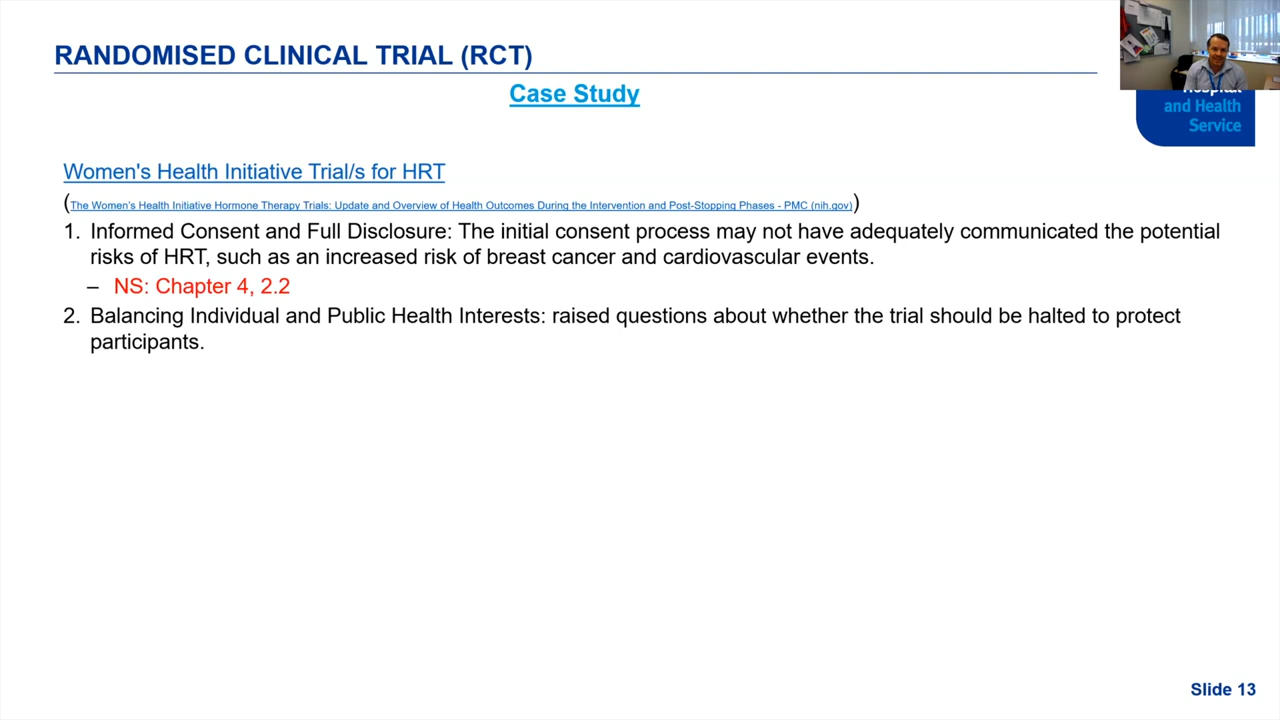 RANDOMISED CLINICAL TRIAL (RCT)
Case Study
Hospital
and Health
Service
Women's Health Initiative Trial/s for HRT
(The Women's Health Initiative Hormone Therapy Trials: Update and Overview of Health Outcomes During the Intervention and Post-Stopping Phases - PMC (nih.gov))
1. Informed Consent and Full Disclosure: The initial consent process may not have adequately communicated the potential
risks of HRT, such as an increased risk of breast cancer and cardiovascular events.
– NS: Chapter 4, 2.2
2. Balancing Individual and Public Health Interests: raised questions about whether the trial should be halted to protect
participants.
Slide 13